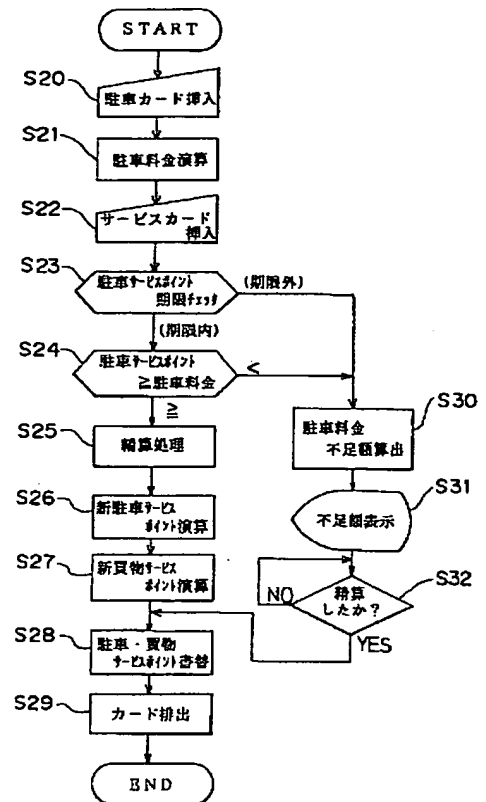 START
S20
駐車カード挿入
S21
駐車料金演算
S22
サービスカード
挿入
S23
駐車サービスポイント
期限チェック
(期限外)
(期限内)
S24
駐車サービスポイント
≧駐車料金
<
≧
S25
精算処理
S26
新駐車サービス
ポイント演算
S27
新買物サービス
ポイント演算
S28
駐車・買物
サービスポイント書替
S29
カード排出
END
S30
駐車料金
不足額算出
S31
不足額表示
S32
精算
したか?
NO
YES